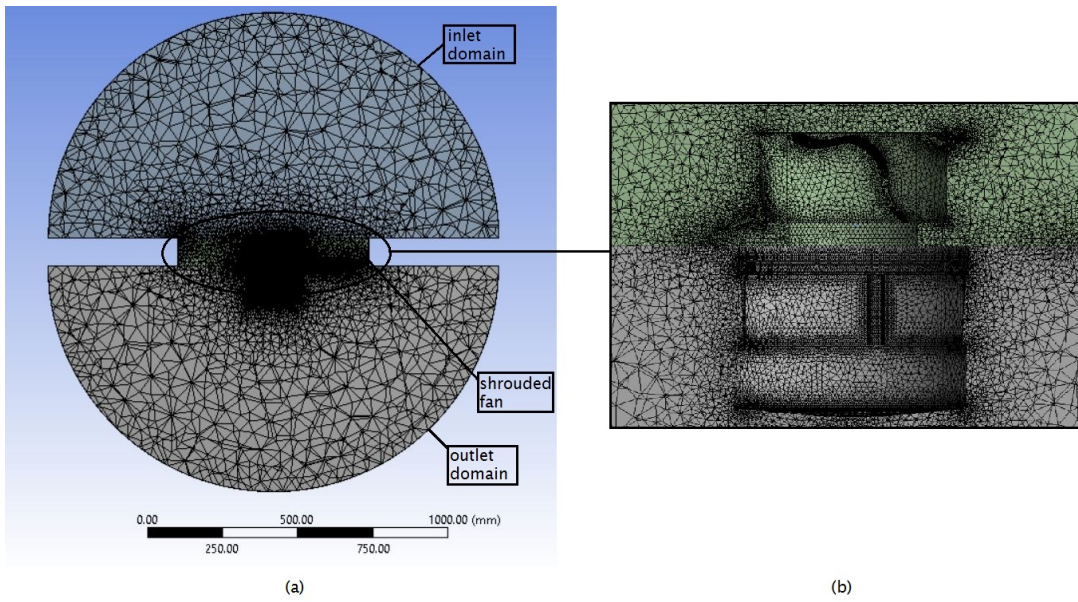 inlet
domain
shrouded
fan
outlet
domain
0.00
500.00
1000.00 (mm)
250.00
750.00
(a)
(b)